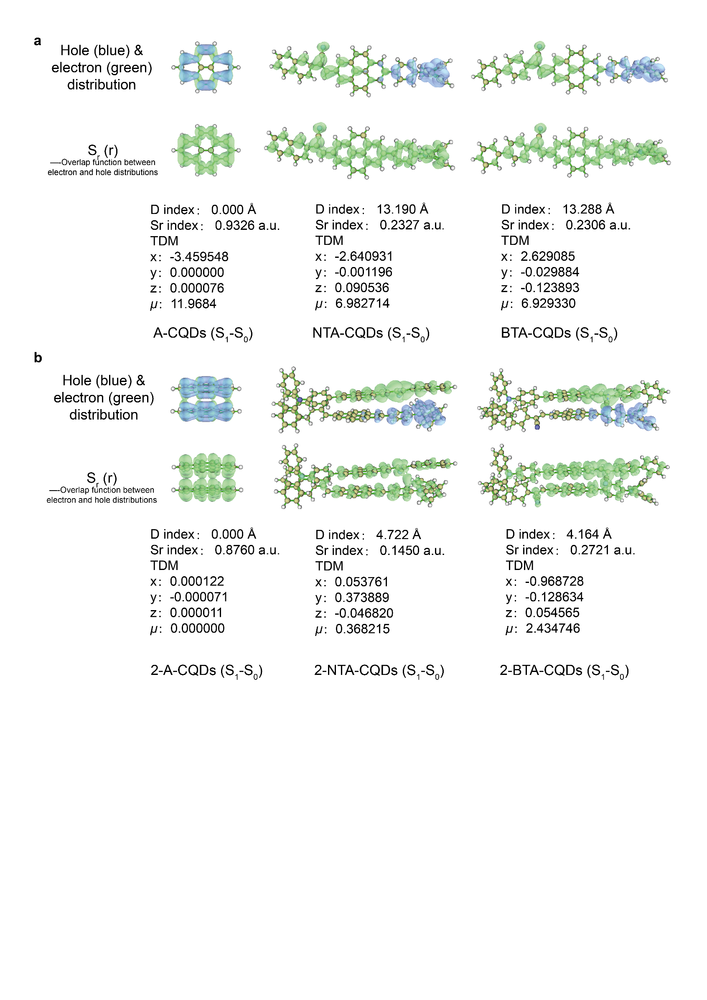 a
Hole (blue) &
electron (green)
distribution
Sr (r)
—-Overlap function between
electron and hole distributions
D index： 0.000 Å
Sr index： 0.9326 a.u.
TDM
x： -3.459548
y： 0.000000
z： 0.000076
μ： 11.9684
A-CQDs (S1-S0)
D index： 13.190 Å
Sr index： 0.2327 a.u.
TDM
x： -2.640931
y： -0.001196
z： 0.090536
μ： 6.982714
NTA-CQDs (S1-S0)
D index： 13.288 Å
Sr index： 0.2306 a.u.
TDM
x： 2.629085
y： -0.029884
z： -0.123893
μ： 6.929330
BTA-CQDs (S1-S0)
b
Hole (blue) &
electron (green)
distribution
Sr (r)
—-Overlap function between
electron and hole distributions
D index： 0.000 Å
Sr index： 0.8760 a.u.
TDM
x： 0.000122
y： -0.000071
z： 0.000011
μ： 0.000000
2-A-CQDs (S1-S0)
D index： 4.722 Å
Sr index： 0.1450 a.u.
TDM
x： 0.053761
y： 0.373889
z： -0.046820
μ： 0.368215
2-NTA-CQDs (S1-S0)
D index： 4.164 Å
Sr index： 0.2721 a.u.
TDM
x： -0.968728
y： -0.128634
z： 0.054565
μ： 2.434746
2-BTA-CQDs (S1-S0)